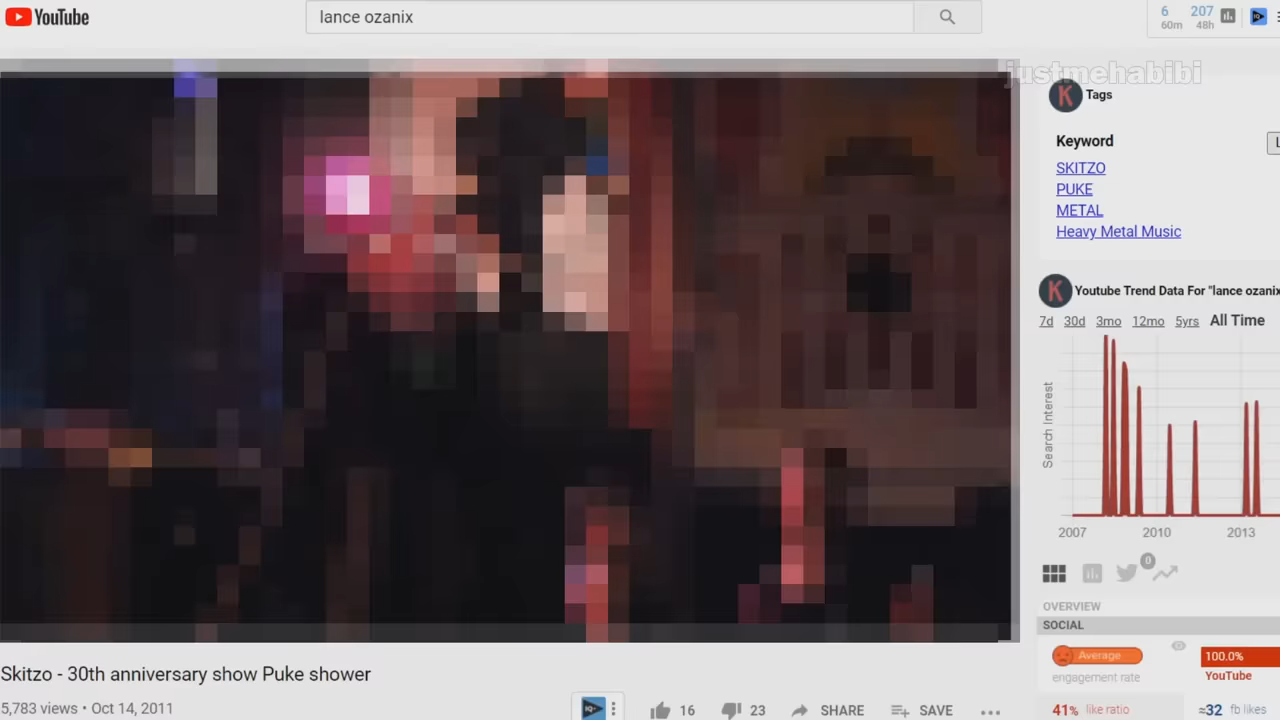 YouTube
lance ozanix
6 207
60m 48h
justmehabibi
Tags
Keyword
SKITZO
PUKE
METAL
Heavy Metal Music
Youtube Trend Data For "lance ozanix
7d 30d 3mo 12mo 5yrs All Time
Search Interest
2007 2010 2013
0
OVERVIEW
SOCIAL
Average
engagement rate
100.0%
YouTube
41% like ratio
≈32 fb likes
Skitzo - 30th anniversary show Puke shower
5,783 views • Oct 14, 2011
16 23 SHARE SAVE